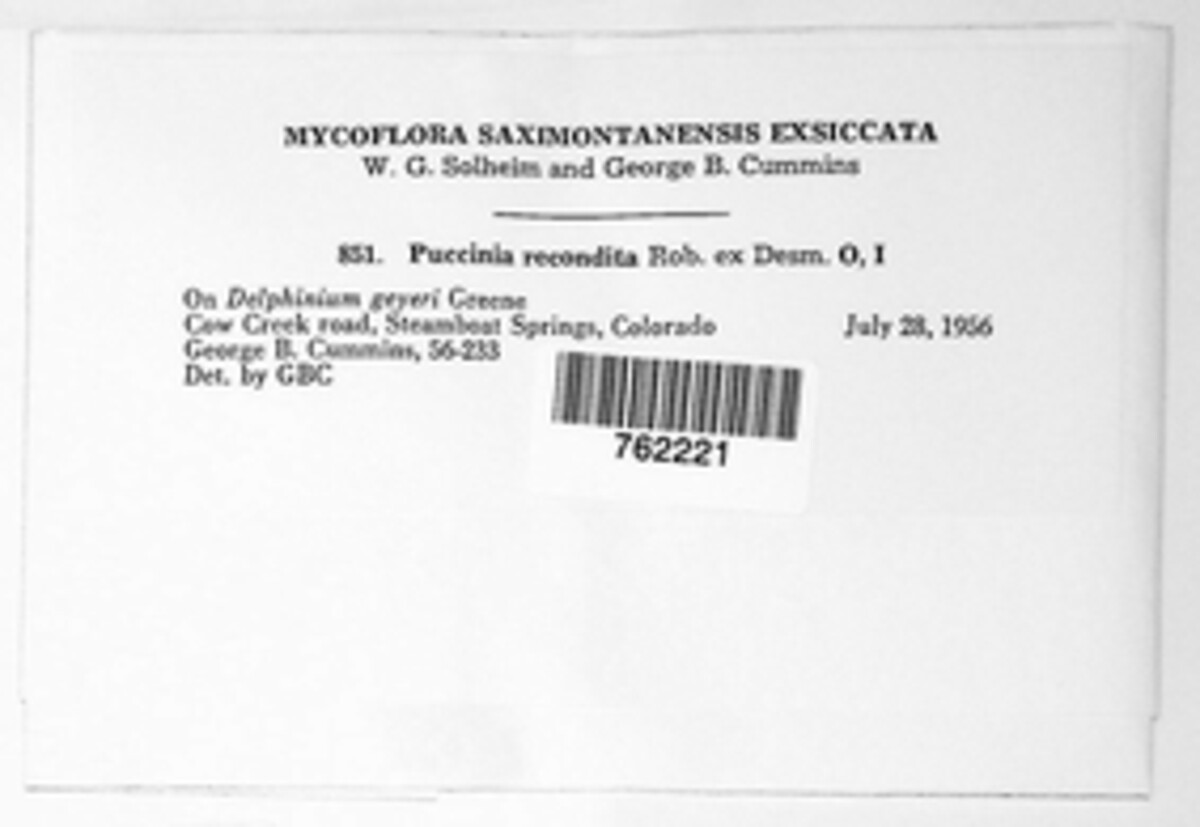 MYCOFLORA SAXIMONTANENSIS EXSICCATA
W. G. Solheim and George B. Cummins
851. Puccinia recondita Rob. ex Desm. O, I
On Delphinium geyeri Greene
Cow Creek road, Steamboat Springs, Colorado July 28, 1956
George B. Cummins, 56-233
Det. by GBC
762221